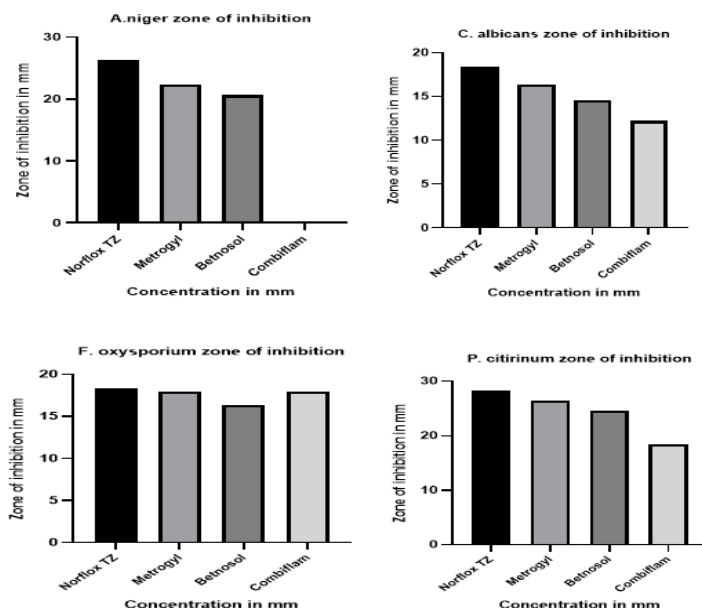 A.niger zone of inhibition
Zone of inhibition in mm
30
20
10
0
Norflox TZ
Metrogyl
Betnosol
Combiflam
Concentration in mm
C. albicans zone of inhibition
Zone of inhibition in mm
20
15
10
5
0
Norflox TZ
Metrogyl
Betnosol
Combiflam
Concentration in mm
F. oxysporium zone of inhibition
Zone of inhibition in mm
20
15
10
5
0
Norflox TZ
Metrogyl
Betnosol
Combiflam
Concentration in mm
P. citirinum zone of inhibition
Zone of inhibition in mm
30
20
10
0
Norflox TZ
Metrogyl
Betnosol
Combiflam
Concentration in mm